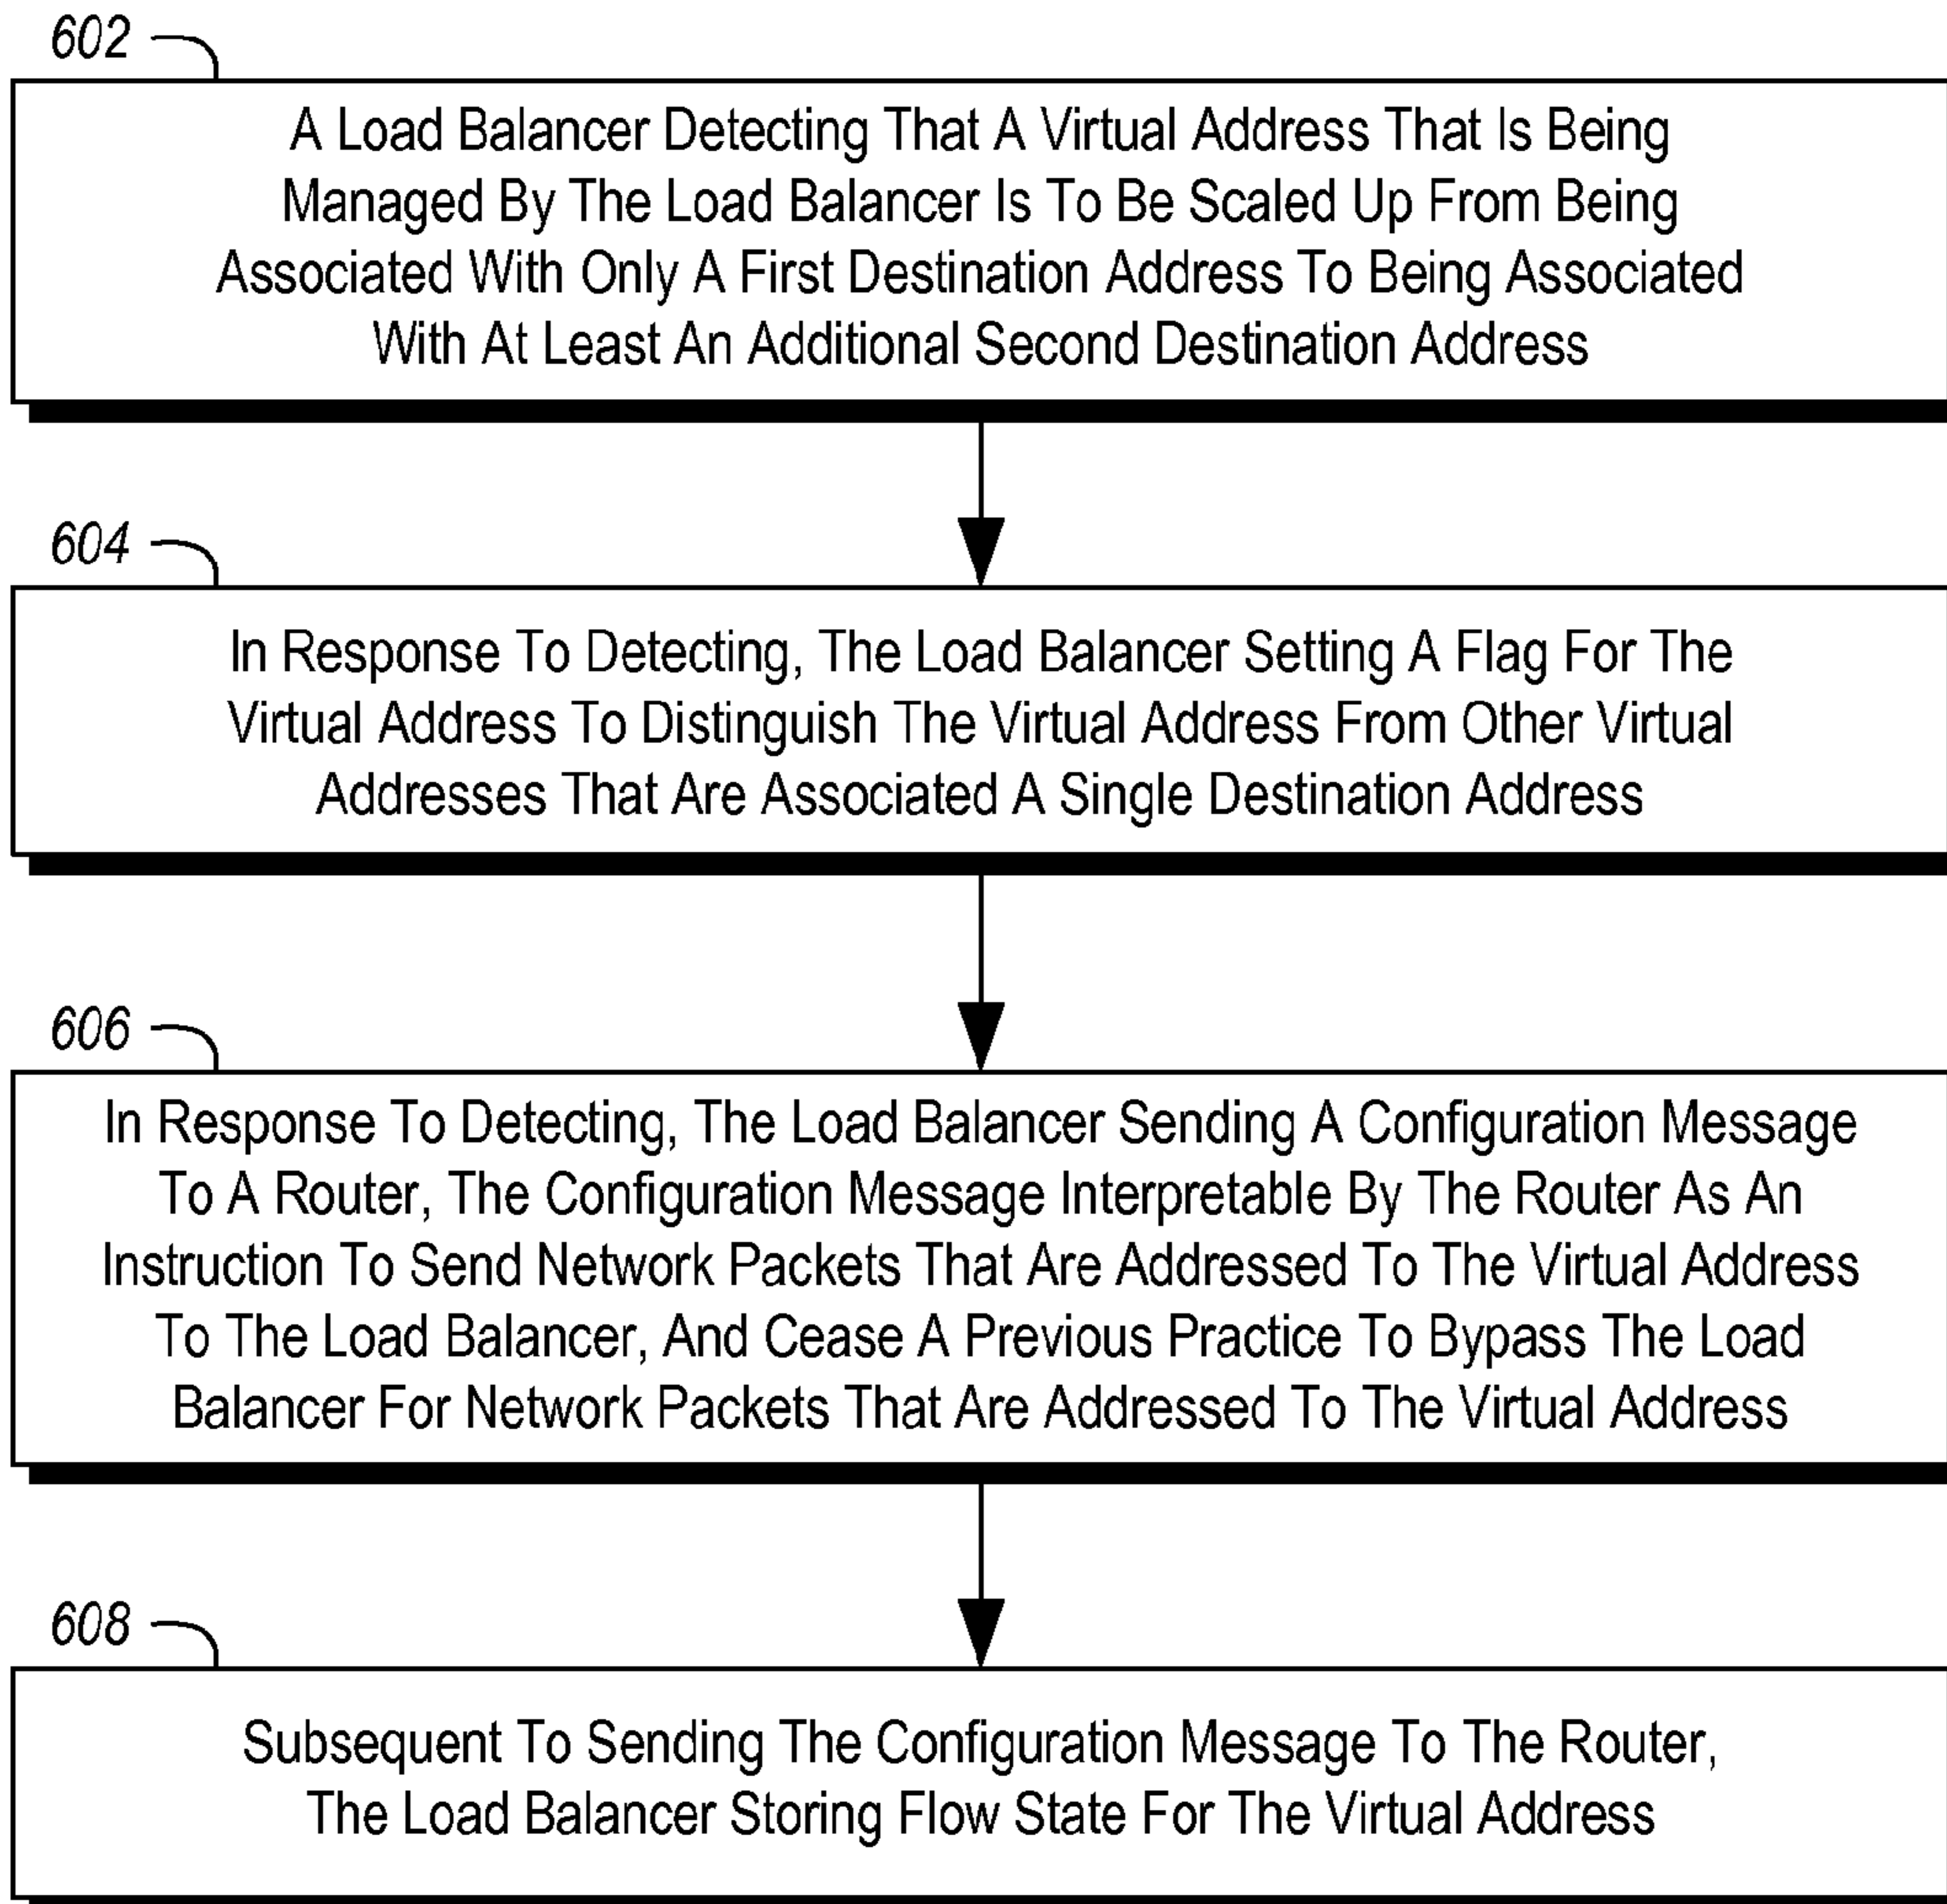 602
A Load Balancer Detecting That A Virtual Address That Is Being
Managed By The Load Balancer Is To Be Scaled Up From Being
Associated With Only A First Destination Address To Being Associated
With At Least An Additional Second Destination Address
604
In Response To Detecting, The Load Balancer Setting A Flag For The
Virtual Address To Distinguish The Virtual Address From Other Virtual
Addresses That Are Associated A Single Destination Address
606
In Response To Detecting, The Load Balancer Sending A Configuration Message
To A Router, The Configuration Message Interpretable By The Router As An
Instruction To Send Network Packets That Are Addressed To The Virtual Address
To The Load Balancer, And Cease A Previous Practice To Bypass The Load
Balancer For Network Packets That Are Addressed To The Virtual Address
608
Subsequent To Sending The Configuration Message To The Router,
The Load Balancer Storing Flow State For The Virtual Address